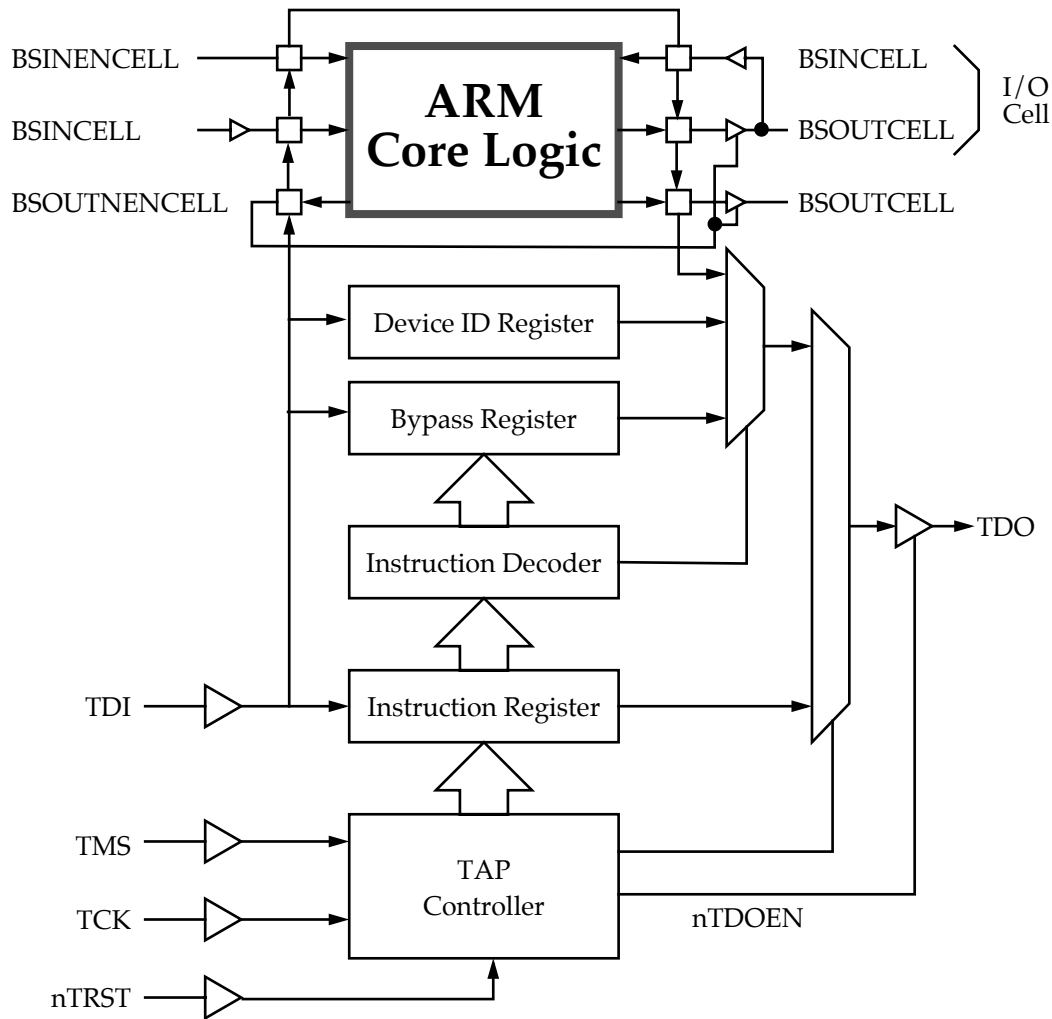 BSINENCELL
BSINCELL
BSOUTNENCELL
ARM
Core Logic
BSINCELL
BSOUTCELL
BSOUTCELL
I/O
Cell
Device ID Register
Bypass Register
Instruction Decoder
TDO
TDI
Instruction Register
TMS
TCK
nTRST
TAP
Controller
nTDOEN